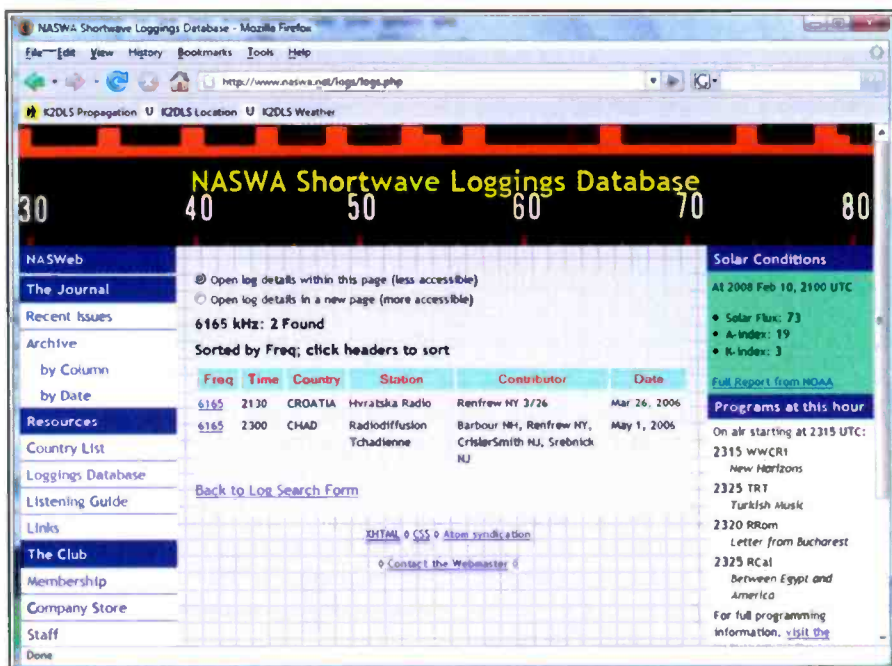 NASWA Shortwave Loggings Database - Mozilla Firefox
File Edit View History Bookmarks Tools Help
http://www.naswa.net/logs/logs.php
K2DLS Propagation U K2DLS Location U K2DLS Weather
NASWA Shortwave Loggings Database
30 40 50 60 70 80
NASWeb
The Journal
Recent Issues
Archive
by Column
by Date
Resources
Country List
Loggings Database
Listening Guide
Links
The Club
Membership
Company Store
Staff
Open log details within this page (less accessible)
Open log details in a new page (more accessible)
6165 kHz: 2 Found
Sorted by Freq; click headers to sort
Freq Time Country Station Contributor Date
6165 2130 CROATIA Hvratska Radio Renfrew NY 3/26 Mar 26, 2006
6165 2300 CHAD Radiodiffusion Tchadienne Barbour NH, Renfrew NY, CrislerSmith NJ, Srebnick NJ May 1, 2006
Back to Log Search Form
XHTML ◊ CSS ◊ Atom syndication
◊ Contact the Webmaster ◊
Solar Conditions
At 2008 Feb 10, 2100 UTC
• Solar Flux: 73
• A-Index: 19
• K-Index: 3
Full Report from NOAA
Programs at this hour
On air starting at 2315 UTC:
2315 WWCR1
New Horizons
2325 TRT
Turkish Music
2320 RRom
Letter from Bucharest
2325 RCal
Between Egypt and
America
For full programming
information, visit the
Done